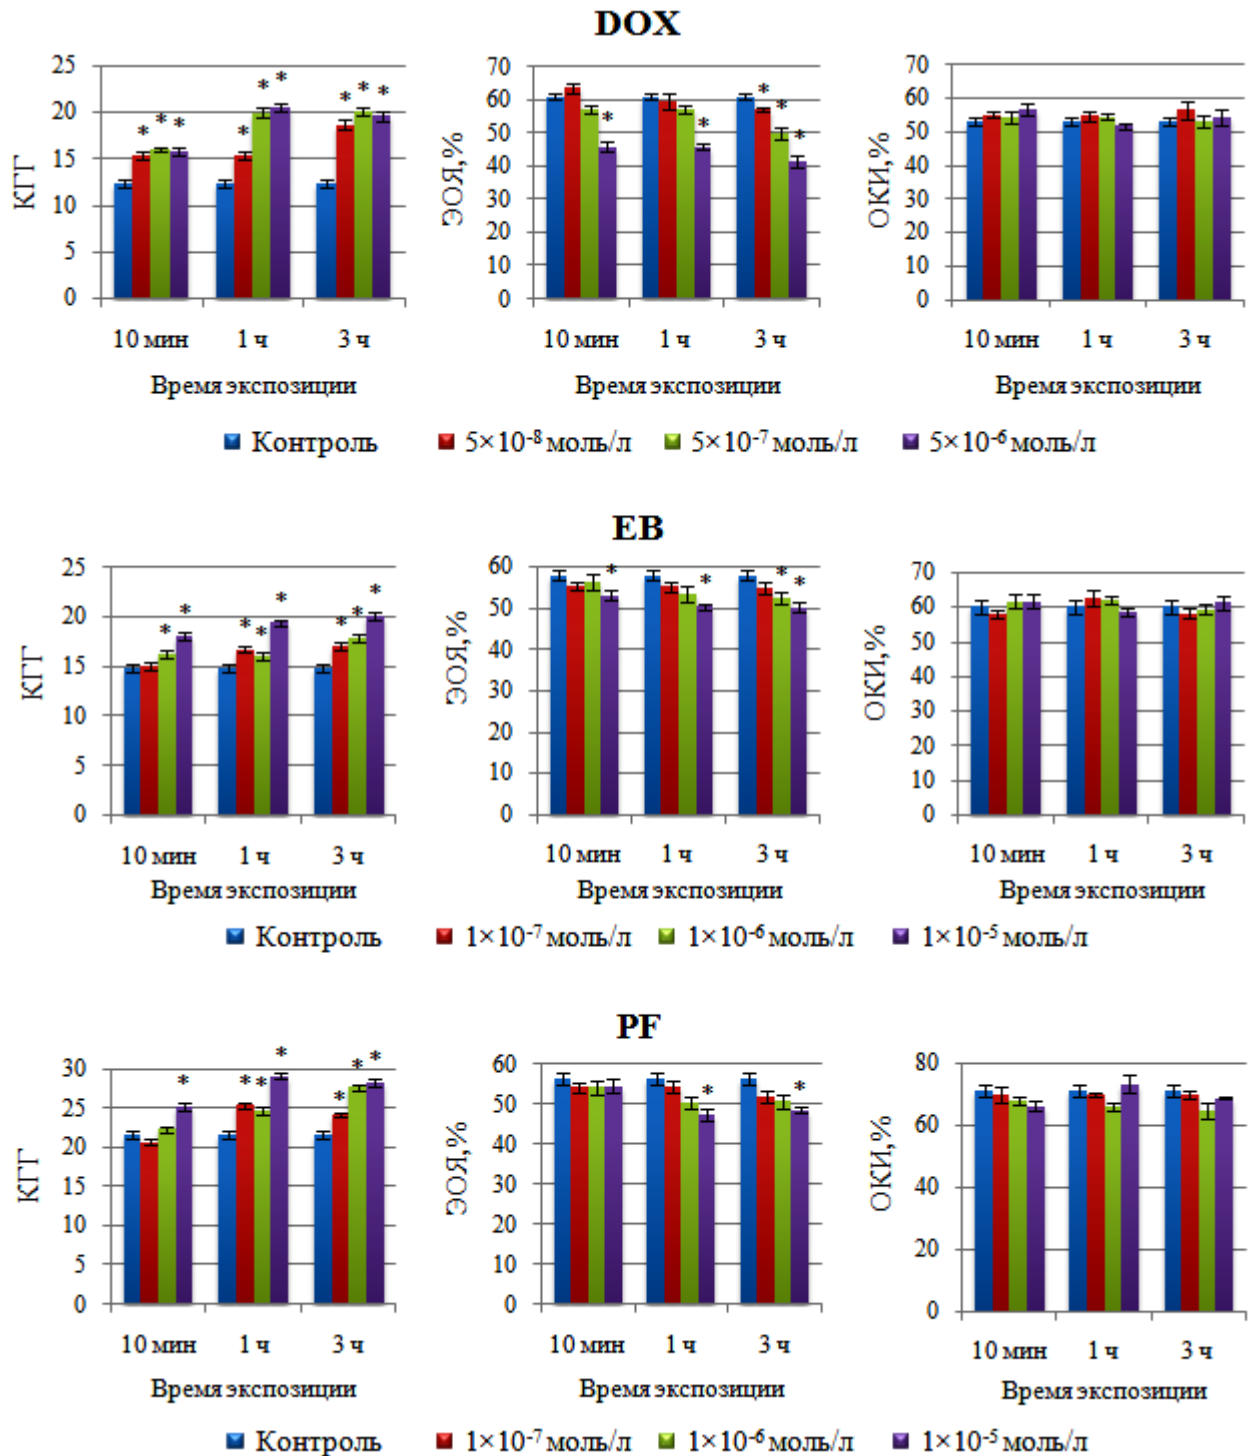 DOX
КГГ
25
20
15
10
5
0
* * * * * * * * *
10 мин 1 ч 3 ч
Время экспозиции
ЭОЯ,%
70
60
50
40
30
20
10
0
* * * * *
10 мин 1 ч 3 ч
Время экспозиции
ОКИ,%
70
60
50
40
30
20
10
0
10 мин 1 ч 3 ч
Время экспозиции
Контроль 5×10⁻⁸ моль/л 5×10⁻⁷ моль/л 5×10⁻⁶ моль/л
EB
КГГ
25
20
15
10
5
0
* * * * * * * *
10 мин 1 ч 3 ч
Время экспозиции
ЭОЯ,%
60
50
40
30
20
10
0
* * * *
10 мин 1 ч 3 ч
Время экспозиции
ОКИ,%
70
60
50
40
30
20
10
0
10 мин 1 ч 3 ч
Время экспозиции
Контроль 1×10⁻⁷ моль/л 1×10⁻⁶ моль/л 1×10⁻⁵ моль/л
PF
КГГ
30
25
20
15
10
5
0
* * * * * * *
10 мин 1 ч 3 ч
Время экспозиции
ЭОЯ,%
60
50
40
30
20
10
0
* *
10 мин 1 ч 3 ч
Время экспозиции
ОКИ,%
80
60
40
20
0
10 мин 1 ч 3 ч
Время экспозиции
Контроль 1×10⁻⁷ моль/л 1×10⁻⁶ моль/л 1×10⁻⁵ моль/л